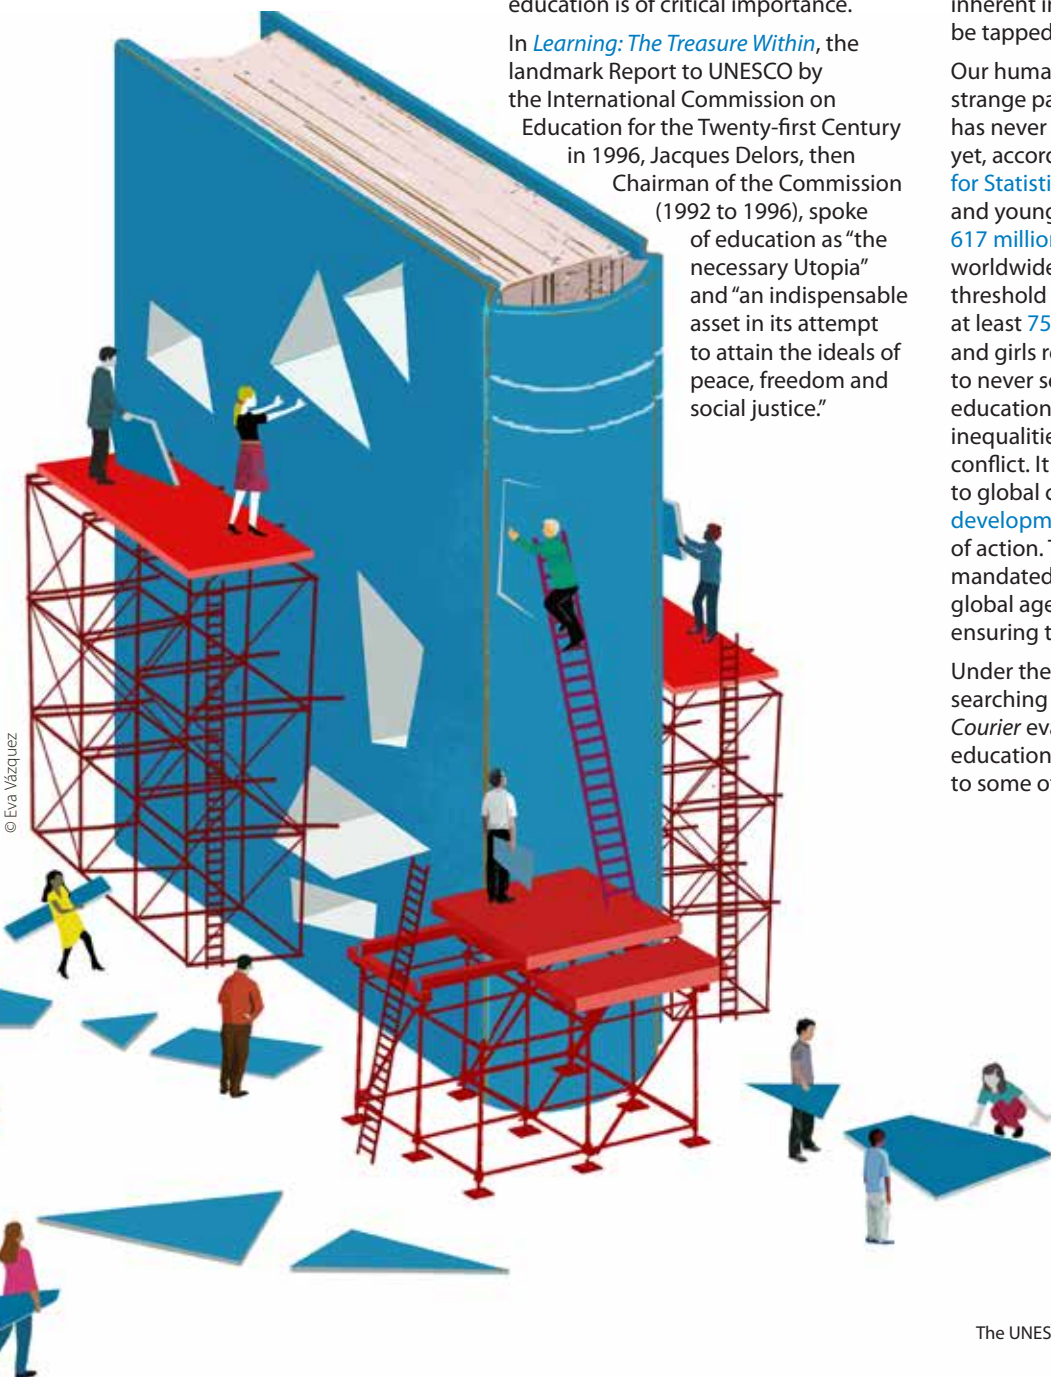 education is of critical importance.
In Learning: The Treasure Within, the
landmark Report to UNESCO by
the International Commission on
Education for the Twenty-first Century
in 1996, Jacques Delors, then
Chairman of the Commission
(1992 to 1996), spoke
of education as “the
necessary Utopia”
and “an indispensable
asset in its attempt
to attain the ideals of
peace, freedom and
social justice.”
inherent i
be tapped
Our huma
strange pa
has never
yet, accord
for Statisti
and young
617 million
worldwide
threshold
at least 75
and girls r
to never s
education
inequalitie
conflict. It
to global c
developm
of action. T
mandated
global age
ensuring t
Under the
searching
Courier eva
education
to some o
© Eva Vázquez
The UNES